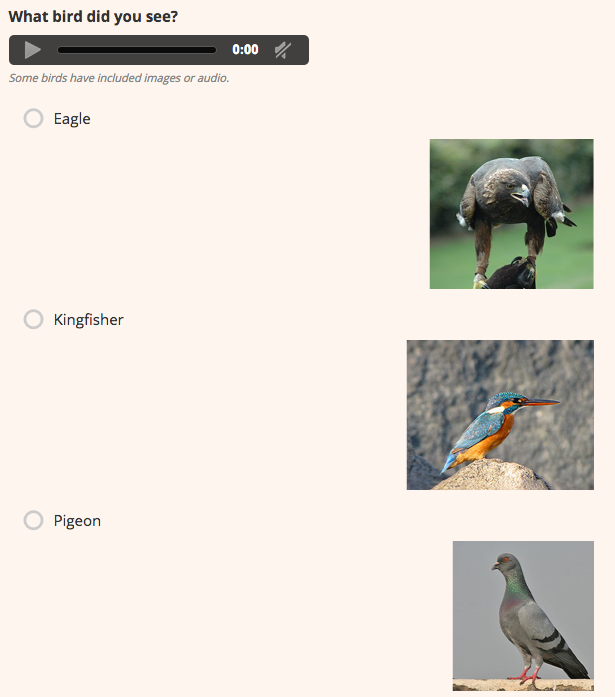 What bird did you see?
0:00
Some birds have included images or audio.
Eagle
Kingfisher
Pigeon